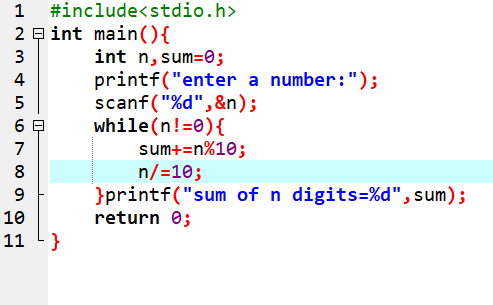 1 #include<stdio.h>
2 int main(){
3     int n,sum=0;
4     printf("enter a number:");
5     scanf("%d",&n);
6     while(n!=0){
7         sum+=n%10;
8         n/=10;
9     }printf("sum of n digits=%d",sum);
10     return 0;
11 }